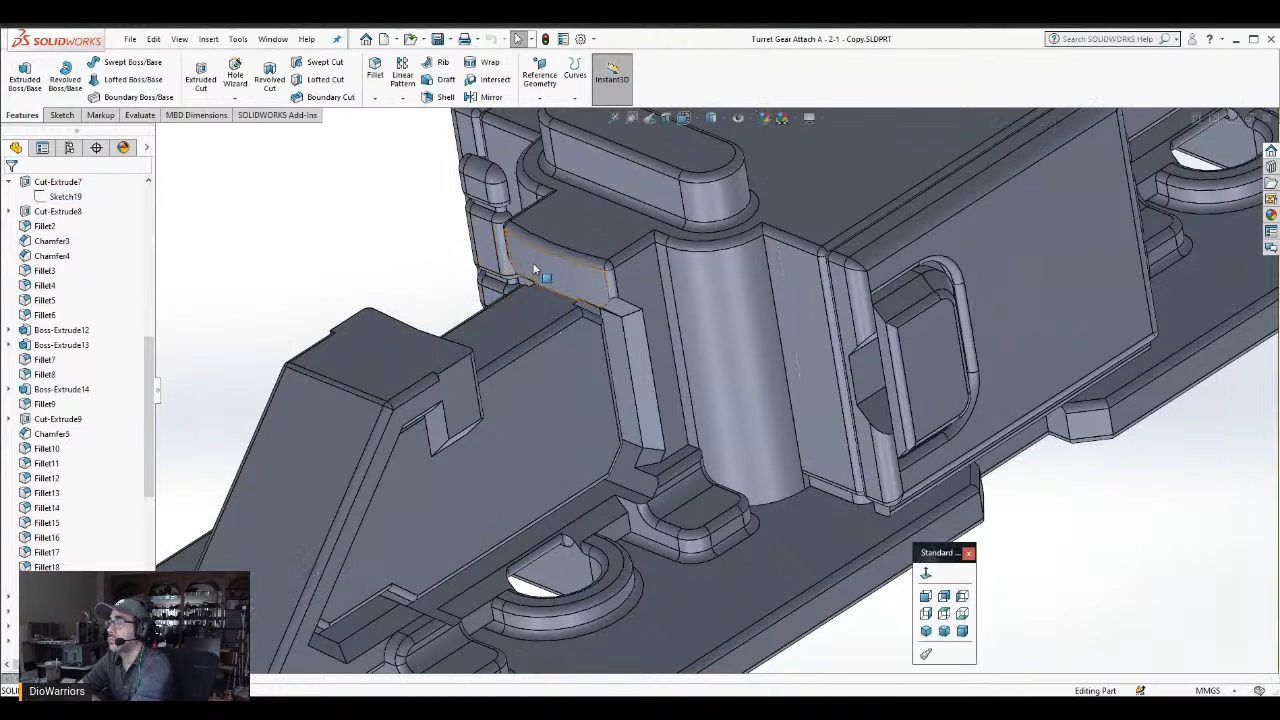 SOLIDWORKS File Edit View Insert Tools Window Help Turret Gear Attach A - 2-1 - Copy.SLDPRT Search SOLIDWORKS Help
Extruded Boss/Base Revolved Boss/Base Swept Boss/Base Lofted Boss/Base Boundary Boss/Base Extruded Cut Hole Wizard Revolved Cut Swept Cut Lofted Cut Boundary Cut Fillet Linear Pattern Rib Draft Shell Wrap Intersect Mirror Reference Geometry Curves Instant3D
Features Sketch Markup Evaluate MBD Dimensions SOLIDWORKS Add-Ins
Cut-Extrude7
Sketch19
Cut-Extrude8
Fillet2
Chamfer3
Chamfer4
Fillet3
Fillet4
Fillet5
Fillet6
Boss-Extrude12
Boss-Extrude13
Fillet7
Fillet8
Boss-Extrude14
Fillet9
Cut-Extrude9
Chamfer5
Fillet10
Fillet11
Fillet12
Fillet13
Fillet14
Fillet15
Fillet16
Fillet17
Fillet18
Standard ...
DioWarriors
Editing Part MMGS